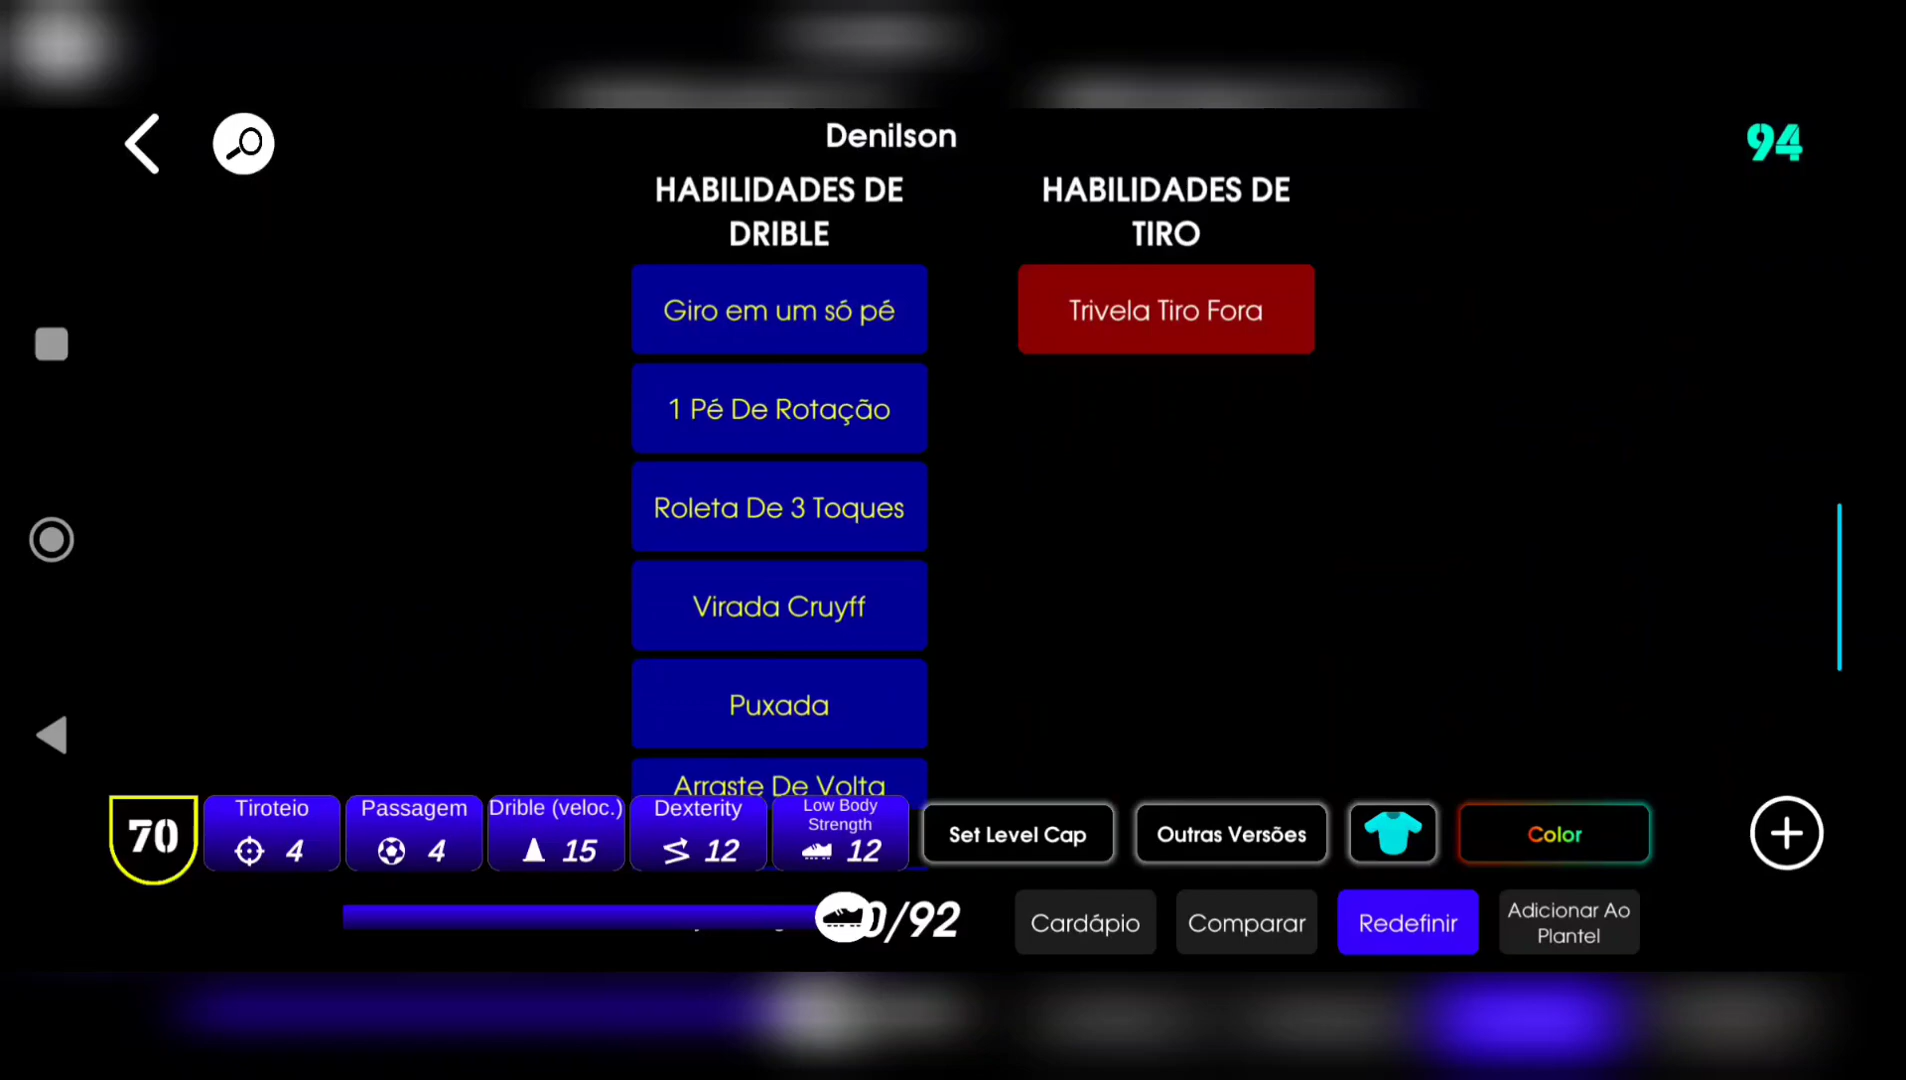 Denilson
94
HABILIDADES DE
DRIBLE
HABILIDADES DE
TIRO
Giro em um só pé
Trivela Tiro Fora
1 Pé De Rotação
Roleta De 3 Toques
Virada Cruyff
Puxada
Arraste De Volta
70
Tiroteio
4
Passagem
4
Drible (veloc.)
15
Dexterity
12
Low Body
Strength
12
Set Level Cap
Outras Versões
Color
0/92
Cardápio
Comparar
Redefinir
Adicionar Ao
Plantel